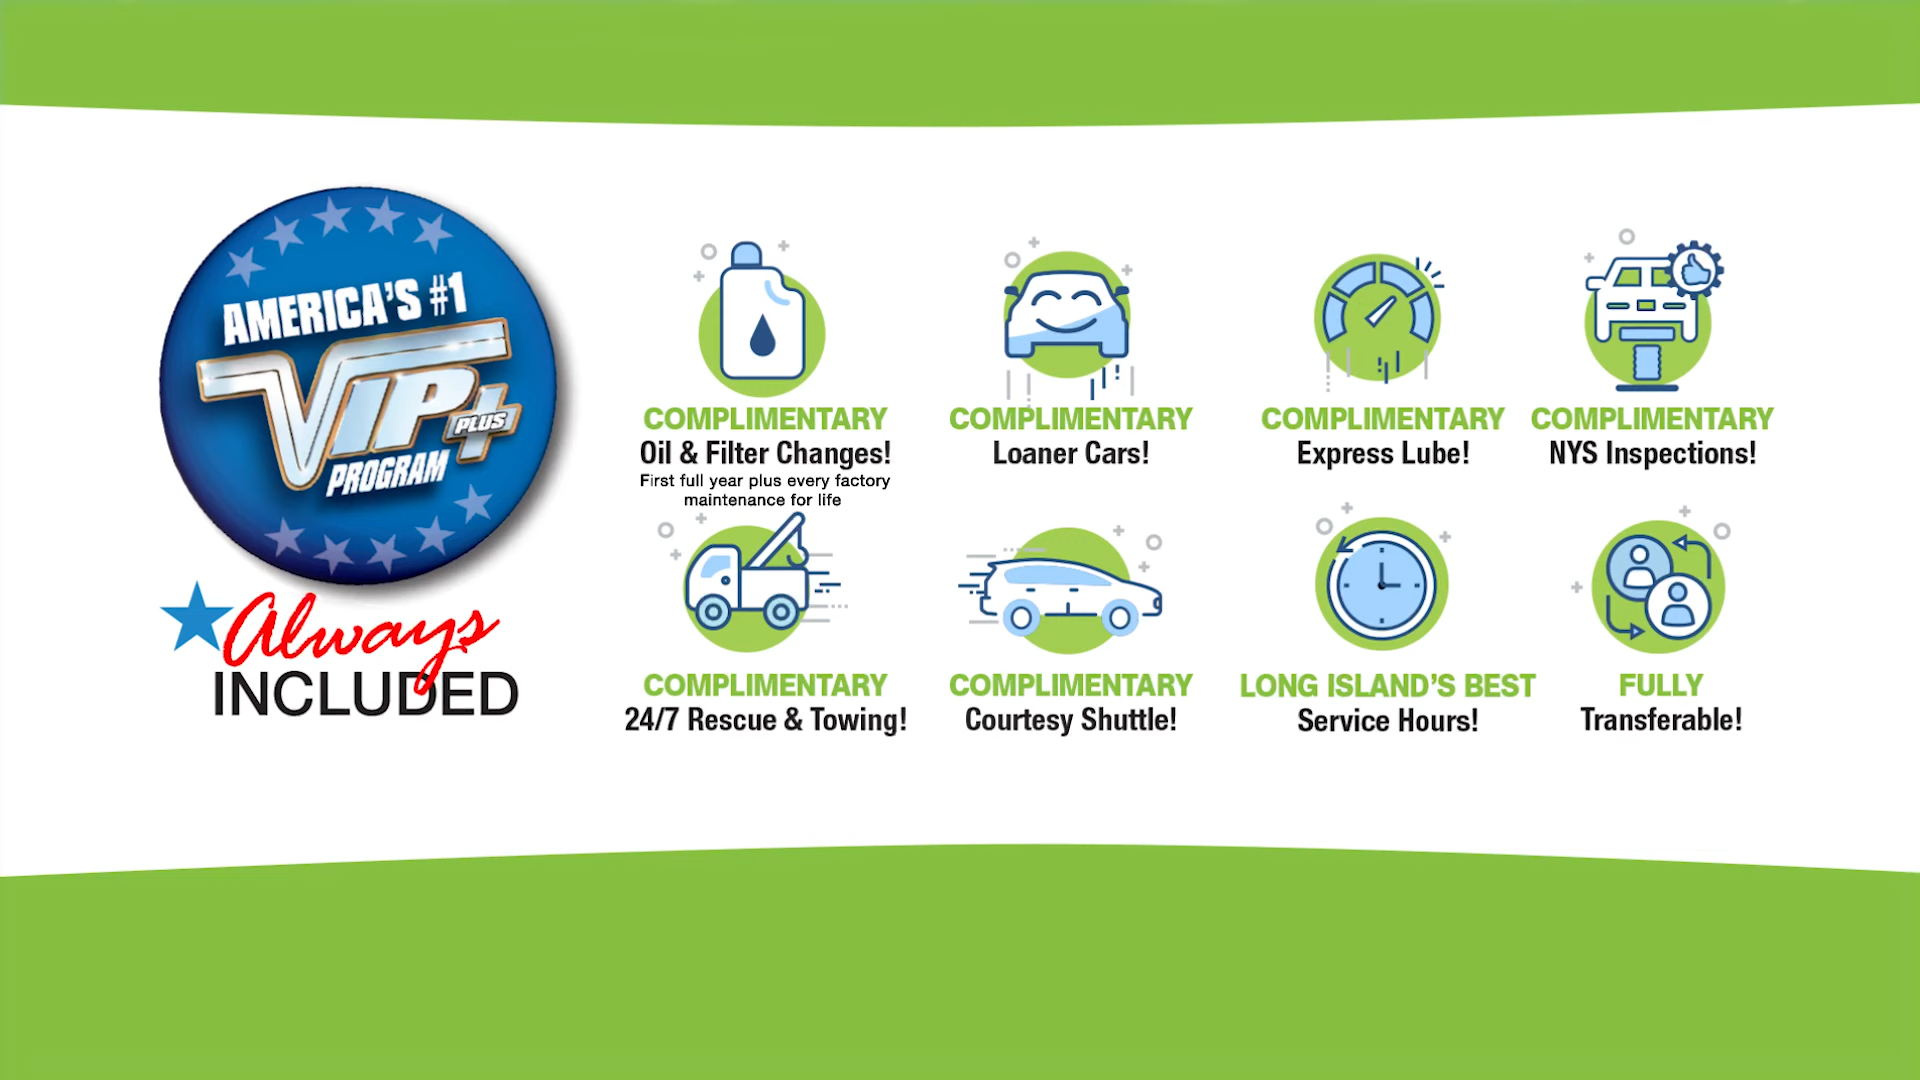 AMERICA'S #1
VIP PLUS
PROGRAM
Always
INCLUDED
COMPLIMENTARY
Oil & Filter Changes!
First full year plus every factory
maintenance for life
COMPLIMENTARY
Loaner Cars!
COMPLIMENTARY
Express Lube!
COMPLIMENTARY
NYS Inspections!
COMPLIMENTARY
24/7 Rescue & Towing!
COMPLIMENTARY
Courtesy Shuttle!
LONG ISLAND'S BEST
Service Hours!
FULLY
Transferable!